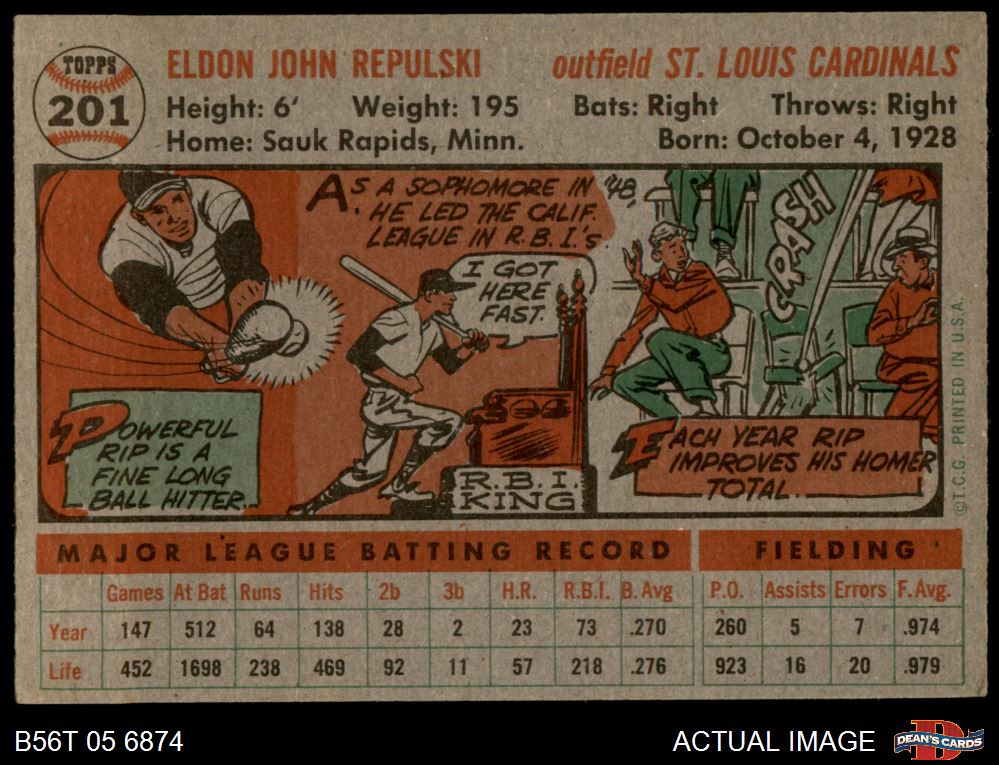 TOPPS
201
ELDON JOHN REPULSKI outfield ST. LOUIS CARDINALS
Height: 6' Weight: 195 Bats: Right Throws: Right
Home: Sauk Rapids, Minn. Born: October 4, 1928
AS A SOPHOMORE IN '48,
HE LED THE CALIF.
LEAGUE IN R.B.I.'s.
I GOT
HERE
FAST.
R.B.I.
KING
POWERFUL
RIP IS A
FINE LONG
BALL HITTER.
CRASH
EACH YEAR RIP
IMPROVES HIS HOMER
TOTAL.
©T.C.G. PRINTED IN U.S.A.
MAJOR LEAGUE BATTING RECORD FIELDING
Games At Bat Runs Hits 2b 3b H.R. R.B.I. B. Avg P.O. Assists Errors F. Avg.
Year 147 512 64 138 28 2 23 73 .270 260 5 7 .974
Life 452 1698 238 469 92 11 57 218 .276 923 16 20 .979
B56T 05 6874 ACTUAL IMAGE DEAN'S CARDS